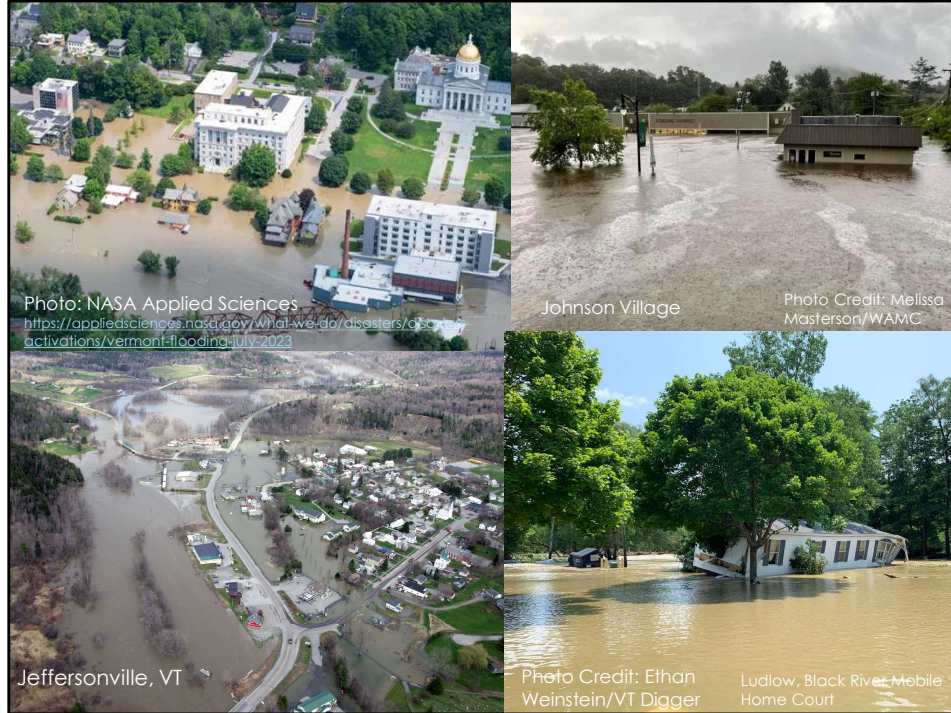 Photo: NASA Applied Sciences
https://appliedsciences.nasa.gov/what-we-do/disasters/disaster-
activations/vermont-flooding-july-2023
Johnson Village
Photo Credit: Melissa
Masterson/WAMC
Jeffersonville, VT
Photo Credit: Ethan
Weinstein/VT Digger
Ludlow, Black River Mobile
Home Court